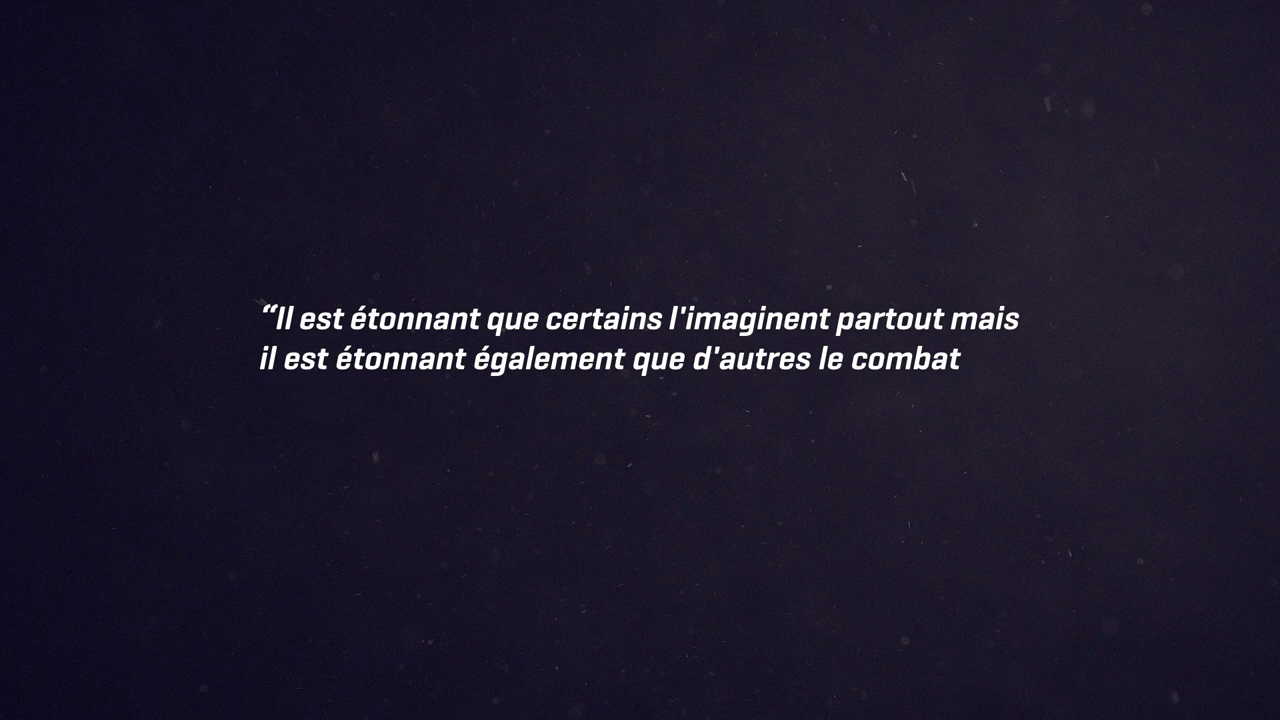 “Il est étonnant que certains l'imaginent partout mais
il est étonnant également que d'autres le combat